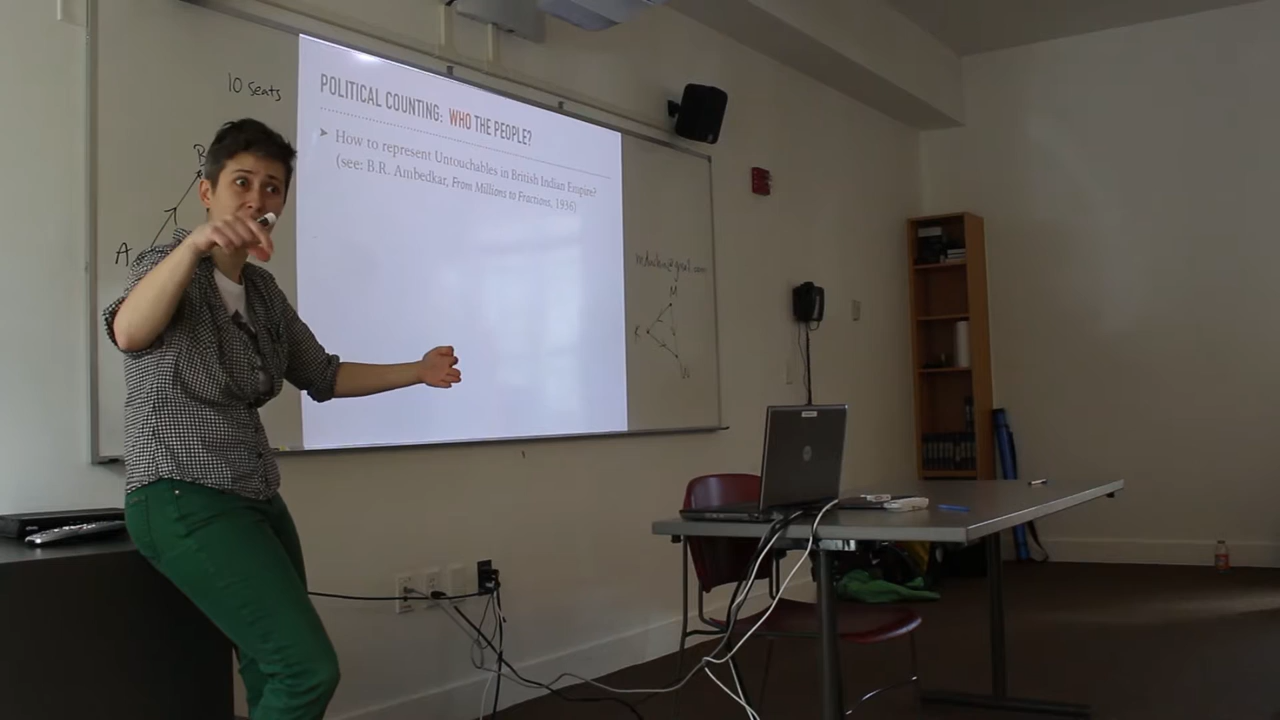 10 seats
B
A
POLITICAL COUNTING: WHO THE PEOPLE?
➤ How to represent Untouchables in British Indian Empire?
(see: B.R. Ambedkar, From Millions to Fractions, 1936)
M
K
N